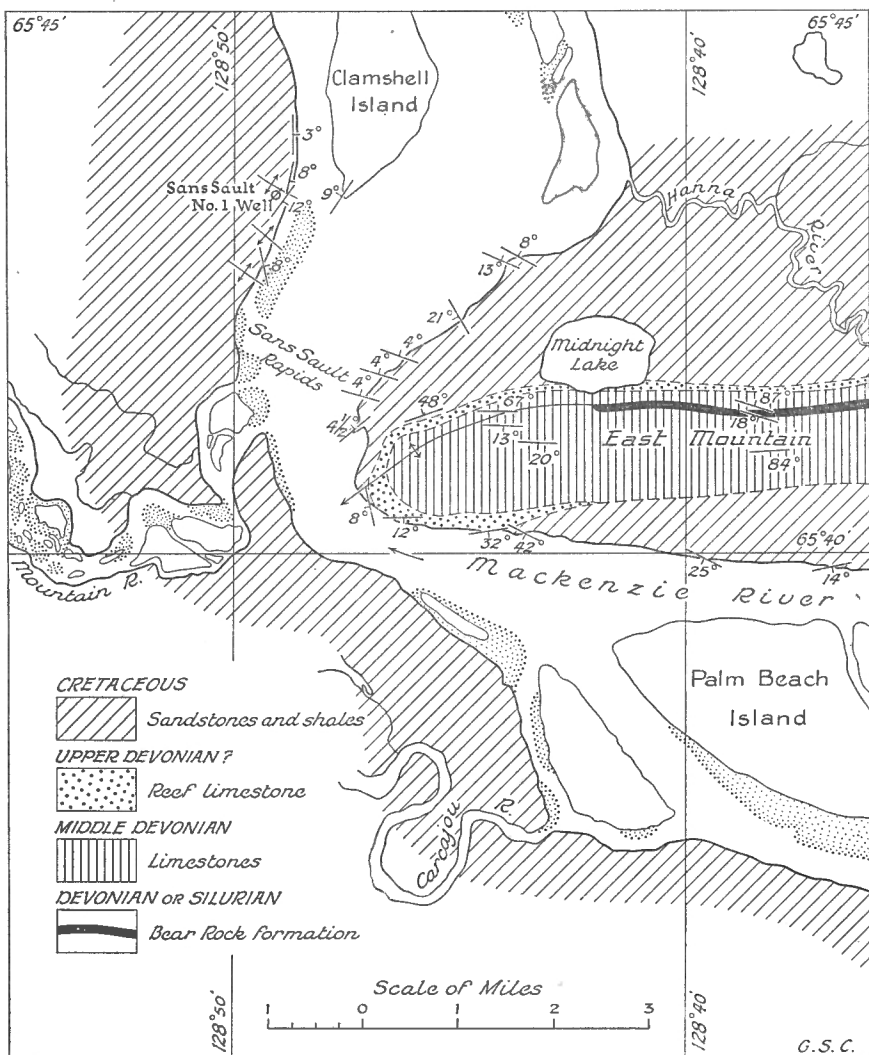 65°45'
128°50'
Clamshell
Island
128°40'
65°45'
3°
8°
Sans Sault
No. 1 Well
12°
9°
8°
Hanna
River
8°
13°
21°
Sans Sault
Rapids
4°
4°
4°
4½°
Midnight
Lake
48°
67°
87°
18°
13°
20°
East Mountain
84°
8°
12°
32°
42°
65°40'
25°
14°
Mountain R.
Mackenzie River
Palm Beach
Island
CRETACEOUS
Sandstones and shales
UPPER DEVONIAN ?
Reef limestone
MIDDLE DEVONIAN
Limestones
DEVONIAN OR SILURIAN
Bear Rock formation
Carcajou R.
Scale of Miles
1 0 1 2 3
128°50'
128°40'
G.S.C.